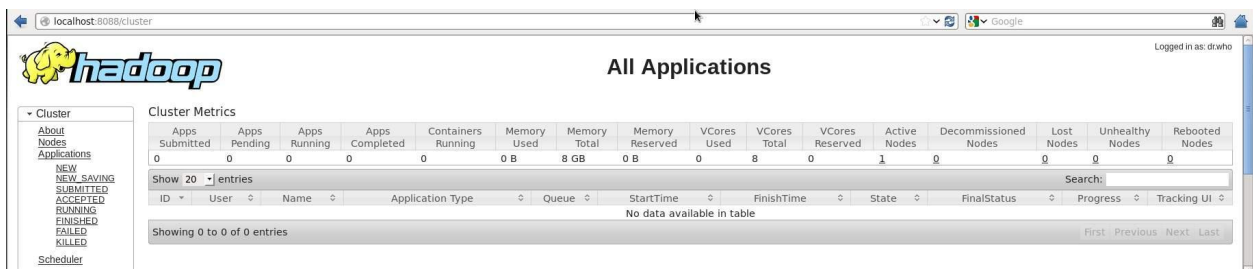 localhost:8088/cluster
Google
Logged in as: dr.who
hadoop
All Applications
Cluster
About
Nodes
Applications
NEW
NEW_SAVING
SUBMITTED
ACCEPTED
RUNNING
FINISHED
FAILED
KILLED
Scheduler
Cluster Metrics
Apps Submitted Apps Pending Apps Running Apps Completed Containers Running Memory Used Memory Total Memory Reserved VCores Used VCores Total VCores Reserved Active Nodes Decommissioned Nodes Lost Nodes Unhealthy Nodes Rebooted Nodes
0 0 0 0 0 0 B 8 GB 0 B 0 8 0 1 0 0 0 0
Show 20 entries Search:
ID User Name Application Type Queue StartTime FinishTime State FinalStatus Progress Tracking UI
No data available in table
Showing 0 to 0 of 0 entries First Previous Next Last